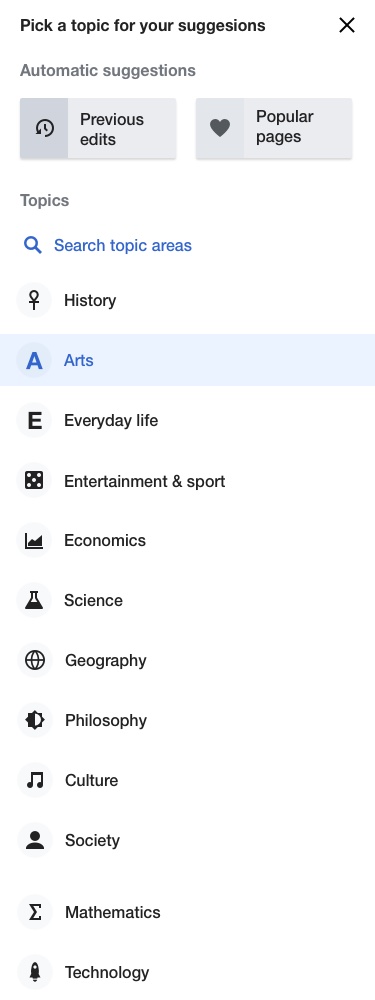 Pick a topic for your suggesions
Automatic suggestions
Previous
edits
Popular
pages
Topics
Search topic areas
History
A Arts
E Everyday life
Entertainment & sport
Economics
Science
Geography
Philosophy
Culture
Society
Σ Mathematics
Technology